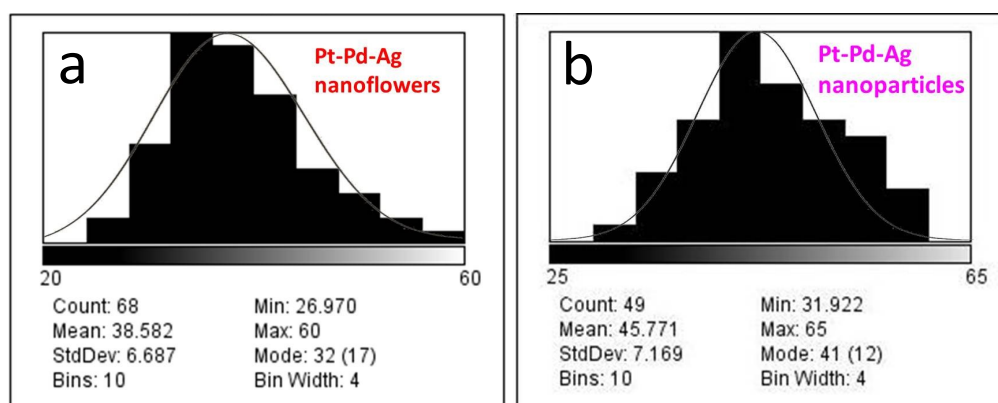 a
Pt-Pd-Ag
nanoflowers
20
60
Count: 68
Min: 26.970
Mean: 38.582
Max: 60
StdDev: 6.687
Mode: 32 (17)
Bins: 10
Bin Width: 4
b
Pt-Pd-Ag
nanoparticles
25
65
Count: 49
Min: 31.922
Mean: 45.771
Max: 65
StdDev: 7.169
Mode: 41 (12)
Bins: 10
Bin Width: 4